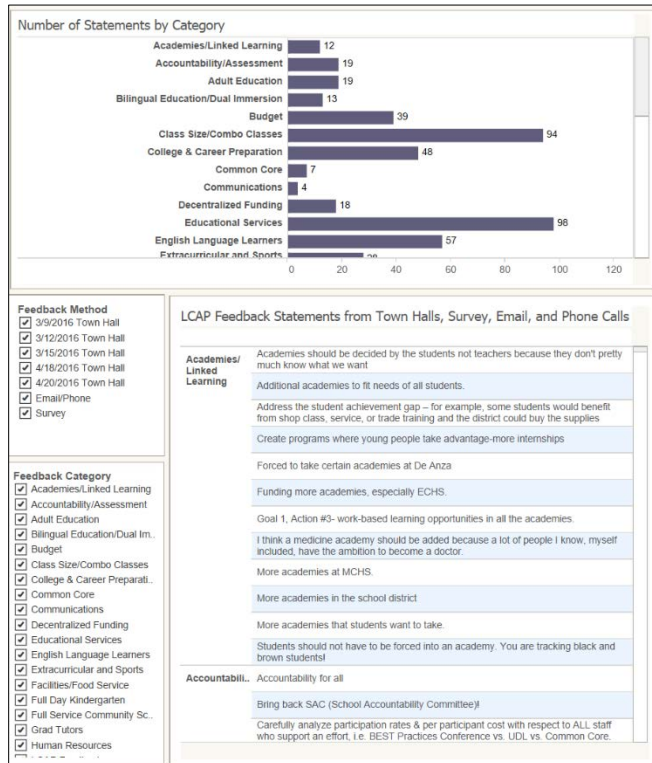 Number of Statements by Category
Academies/Linked Learning 12
Accountability/Assessment 19
Adult Education 19
Bilingual Education/Dual Immersion 13
Budget 39
Class Size/Combo Classes 94
College & Career Preparation 48
Common Core 7
Communications 4
Decentralized Funding 18
Educational Services 98
English Language Learners 57
Extracurricular and Sports 28
0 20 40 60 80 100 120
Feedback Method
3/9/2016 Town Hall
3/12/2016 Town Hall
3/15/2016 Town Hall
4/18/2016 Town Hall
4/20/2016 Town Hall
Email/Phone
Survey
Feedback Category
Academies/Linked Learning
Accountability/Assessment
Adult Education
Bilingual Education/Dual Im..
Budget
Class Size/Combo Classes
College & Career Preparati..
Common Core
Communications
Decentralized Funding
Educational Services
English Language Learners
Extracurricular and Sports
Facilities/Food Service
Full Day Kindergarten
Full Service Community Sc..
Grad Tutors
Human Resources
LCAP Feedback Statements from Town Halls, Survey, Email, and Phone Calls
Academies/
Linked
Learning
Academies should be decided by the students not teachers because they don't pretty
much know what we want
Additional academies to fit needs of all students.
Address the student achievement gap – for example, some students would benefit
from shop class, service, or trade training and the district could buy the supplies
Create programs where young people take advantage-more internships
Forced to take certain academies at De Anza
Funding more academies, especially ECHS.
Goal 1, Action #3- work-based learning opportunities in all the academies.
I think a medicine academy should be added because a lot of people I know, myself
included, have the ambition to become a doctor.
More academies at MCHS.
More academies in the school district
More academies that students want to take.
Students should not have to be forced into an academy. You are tracking black and
brown students!
Accountabili.. Accountability for all
Bring back SAC (School Accountability Committee)!
Carefully analyze participation rates & per participant cost with respect to ALL staff
who support an effort, i.e. BEST Practices Conference vs. UDL vs. Common Core.